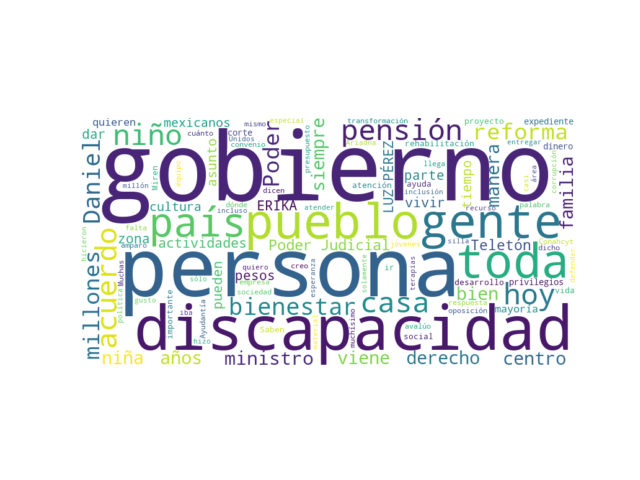 quieren mexicanos cuánto mismo especial transformación proyecto expediente
dar niño corte Unidos convenio asunto Poder presupuesto siempre pensión Ariadna rehabilitación reforma entregar dinero
gobierno
Daniel millón Miren equipo dicen LUZ PÉREZ atención llega ayuda parte inclusión tiempo manera casi área corrupción familia
cultura dónde incluso ERIKA atender vivir recurso palabra
hicieron millones acuerdo falta zona amparo país actividades pueblo gente
Poder Judicial jóvenes silla Teletón Conahcyt dicho defender
persona toda
Muchas política sólo pueden quiero pesos empresa sociedad creo esperanza solamente ir terapias desarrollo privilegios
gusto importante iba bienestar casa bien oposición hoy mayoría vida
discapacidad
Ayudantía hizo Saben material muchísimo avalúo social respuesta
niña años ministro viene derecho centro